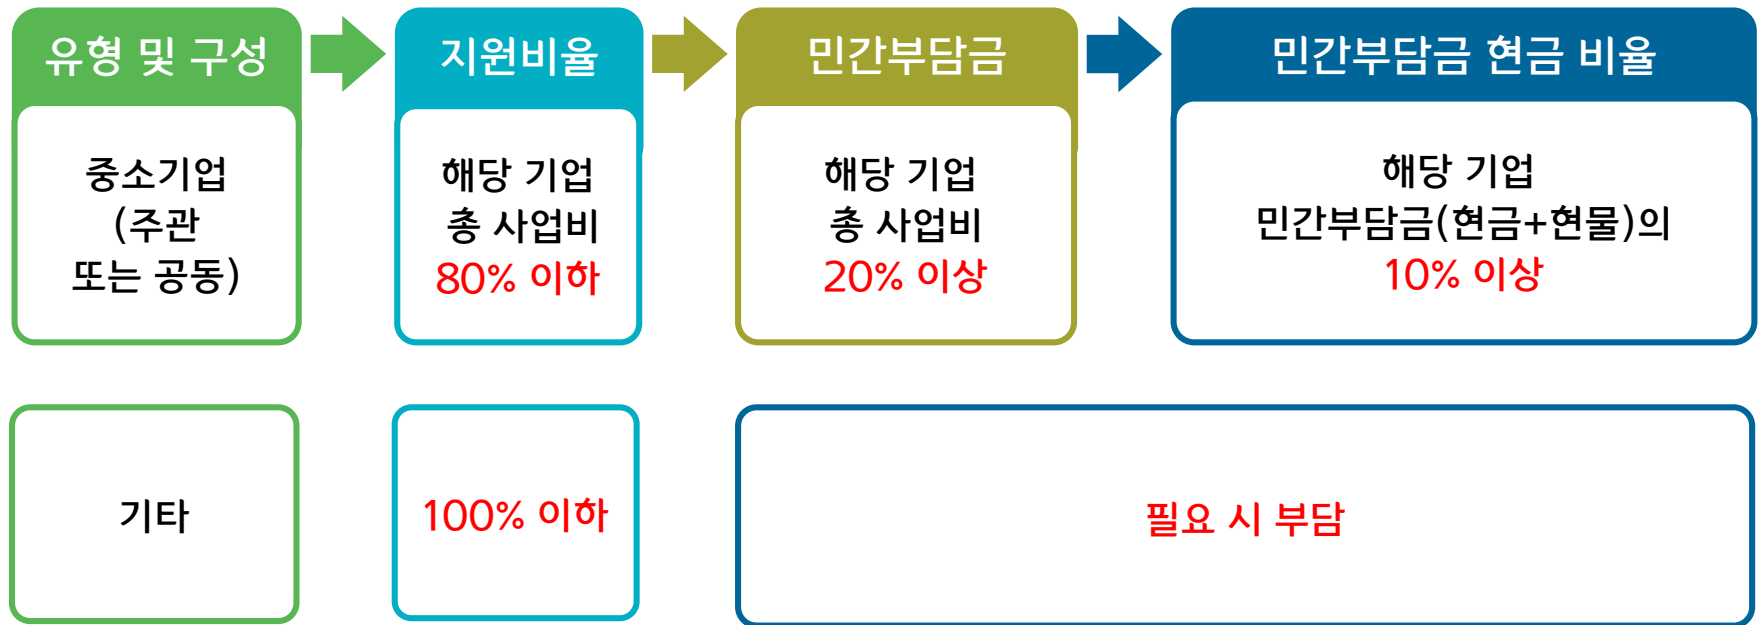 유형 및 구성
지원비율
민간부담금
민간부담금 현금 비율
중소기업
(주관
또는 공동)
해당 기업
총 사업비
80% 이하
해당 기업
총 사업비
20% 이상
해당 기업
민간부담금(현금+현물)의
10% 이상
기타
100% 이하
필요 시 부담